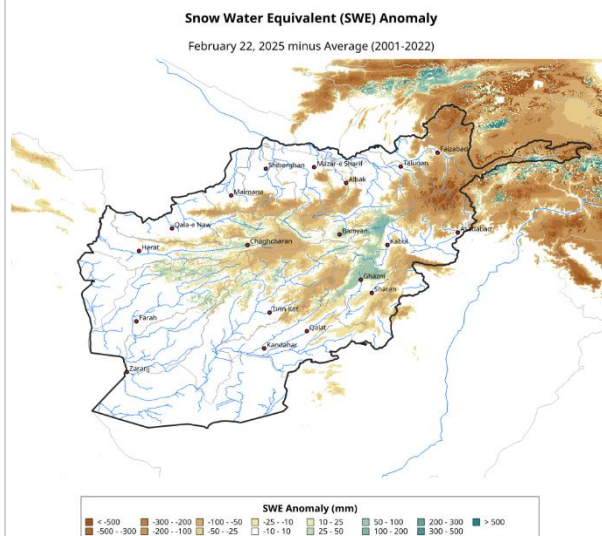 Snow Water Equivalent (SWE) Anomaly
February 22, 2025 minus Average (2001-2022)
Faizabad
Shiberghan
Mazar-e Sharif
Taluqan
Aibak
Maimana
Qala-e Naw
Bamyan
Asadabad
Herat
Chaghcharan
Kabul
Ghazni
Sharan
Tirin Kot
Farah
Qalat
Kandahar
Zaranj
SWE Anomaly (mm)
< -500 -300 - -200 -100 - -50 -25 - -10 10 - 25 50 - 100 200 - 300 > 500
-500 - -300 -200 - -100 -50 - -25 -10 - 10 25 - 50 100 - 200 300 - 500